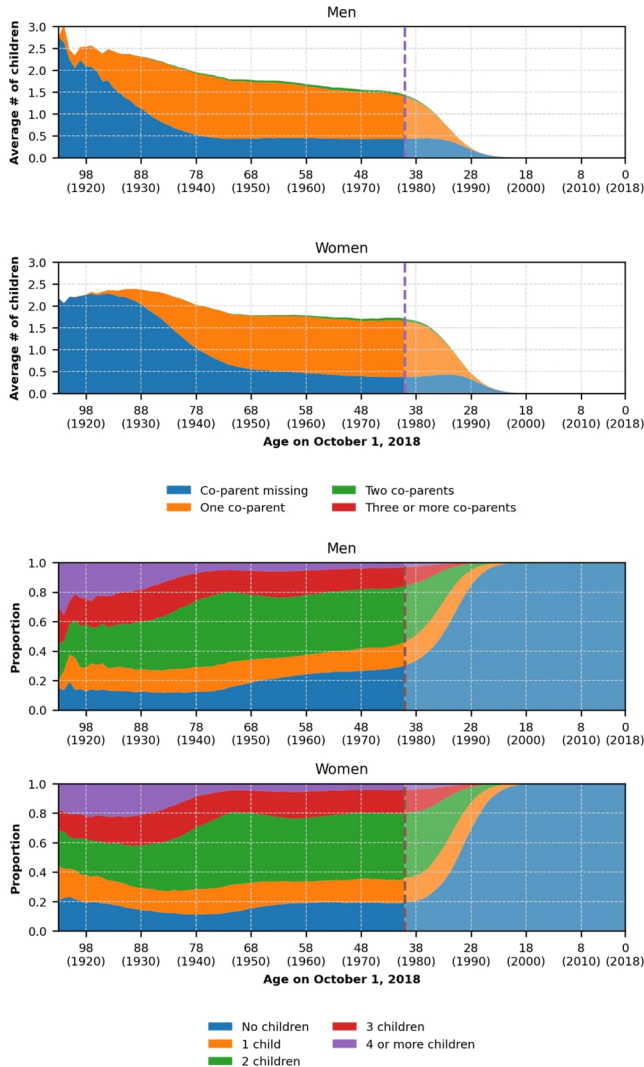 Men
Average # of children
3.0
2.5
2.0
1.5
1.0
0.5
0.0
98 88 78 68 58 48 38 28 18 8 0
(1920) (1930) (1940) (1950) (1960) (1970) (1980) (1990) (2000) (2010) (2018)
Women
Average # of children
3.0
2.5
2.0
1.5
1.0
0.5
0.0
98 88 78 68 58 48 38 28 18 8 0
(1920) (1930) (1940) (1950) (1960) (1970) (1980) (1990) (2000) (2010) (2018)
Age on October 1, 2018
Co-parent missing Two co-parents
One co-parent Three or more co-parents
Men
Proportion
1.0
0.8
0.6
0.4
0.2
0.0
98 88 78 68 58 48 38 28 18 8 0
(1920) (1930) (1940) (1950) (1960) (1970) (1980) (1990) (2000) (2010) (2018)
Women
Proportion
1.0
0.8
0.6
0.4
0.2
0.0
98 88 78 68 58 48 38 28 18 8 0
(1920) (1930) (1940) (1950) (1960) (1970) (1980) (1990) (2000) (2010) (2018)
Age on October 1, 2018
No children 3 children
1 child 4 or more children
2 children